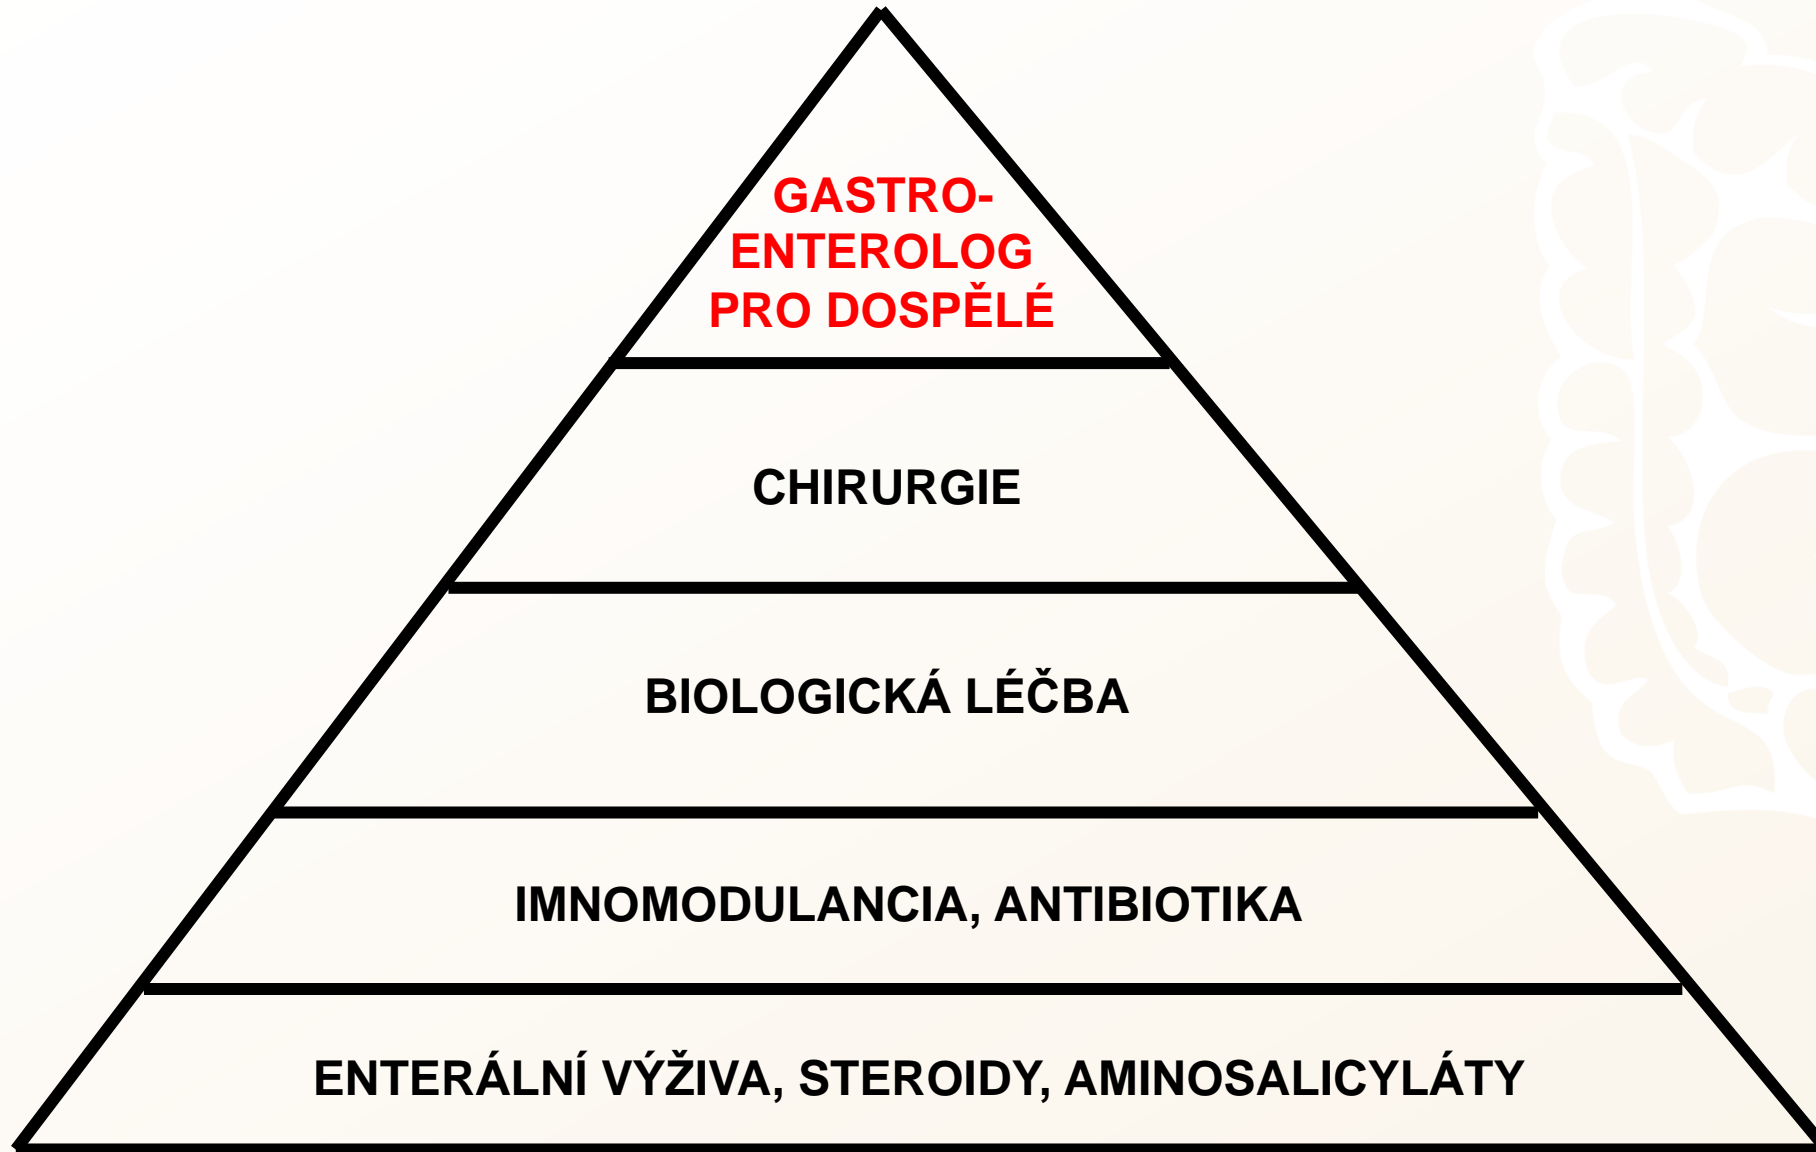 GASTRO-
ENTEROLOG
PRO DOSPĚLÉ
CHIRURGIE
BIOLOGICKÁ LÉČBA
IMNOMODULANCIA, ANTIBIOTIKA
ENTERÁLNÍ VÝŽIVA, STEROIDY, AMINOSALICYLÁTY